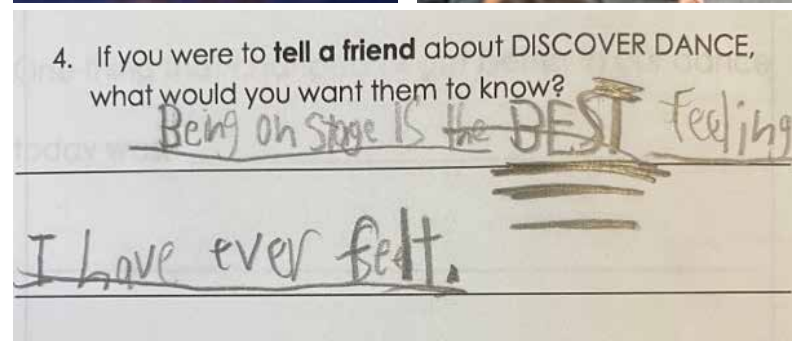 4. If you were to tell a friend about DISCOVER DANCE,
what would you want them to know?
Being on stage IS the BEST Feeling
I have ever felt.